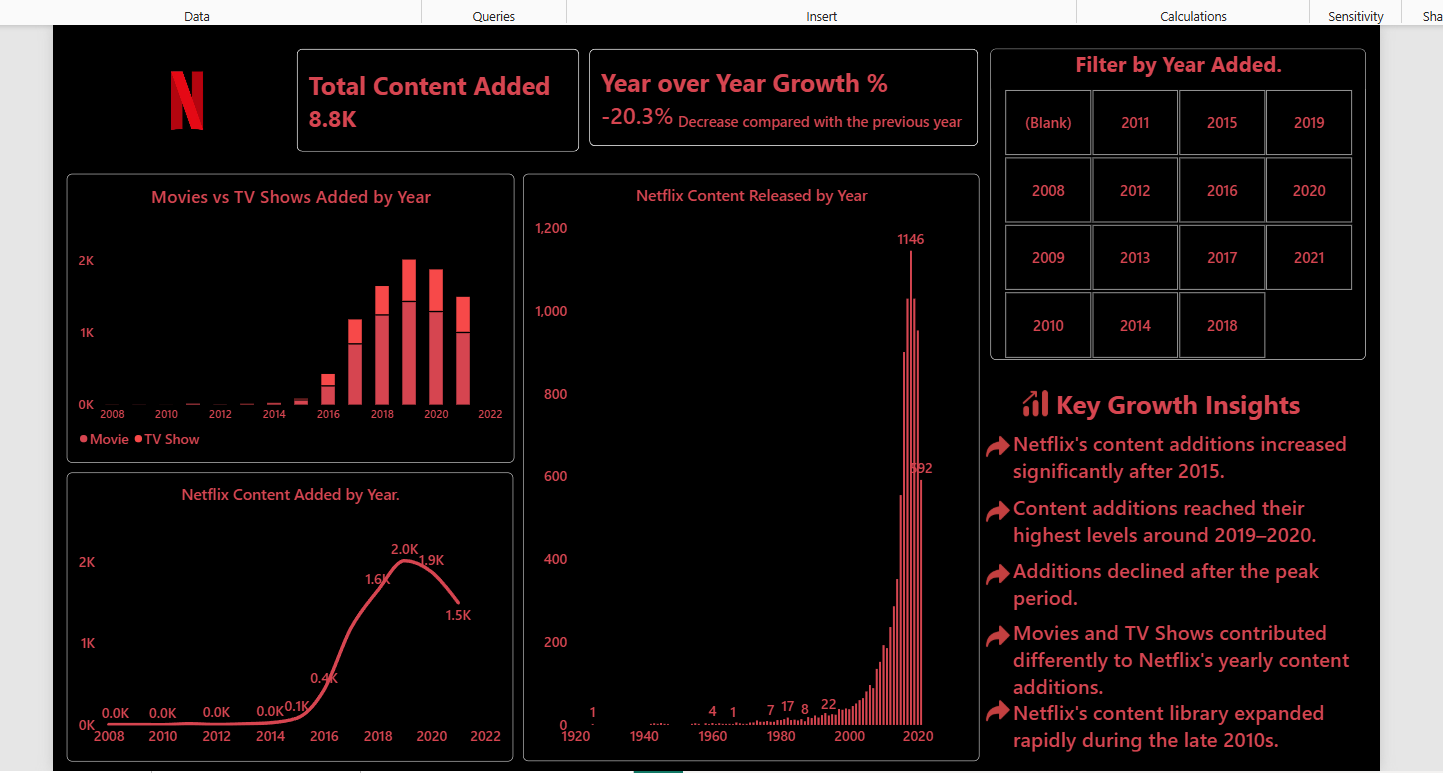 Data
Queries
Insert
Calculations
Sensitivity
Sha
Total Content Added
8.8K
Year over Year Growth %
-20.3% Decrease compared with the previous year
Filter by Year Added.
(Blank) 2011 2015 2019
2008 2012 2016 2020
2009 2013 2017 2021
2010 2014 2018
Movies vs TV Shows Added by Year
2K
1K
0K
2008 2010 2012 2014 2016 2018 2020 2022
Movie TV Show
Netflix Content Added by Year.
2K
1K
0K
0.0K 0.0K 0.0K 0.0K 0.1K 0.4K 1.6K 2.0K 1.9K 1.5K
2008 2010 2012 2014 2016 2018 2020 2022
Netflix Content Released by Year
1,200
1,000
800
600
400
200
0
1 4 1 7 17 8 22 1146 592
1920 1940 1960 1980 2000 2020
Key Growth Insights
Netflix's content additions increased
significantly after 2015.
Content additions reached their
highest levels around 2019–2020.
Additions declined after the peak
period.
Movies and TV Shows contributed
differently to Netflix's yearly content
additions.
Netflix's content library expanded
rapidly during the late 2010s.